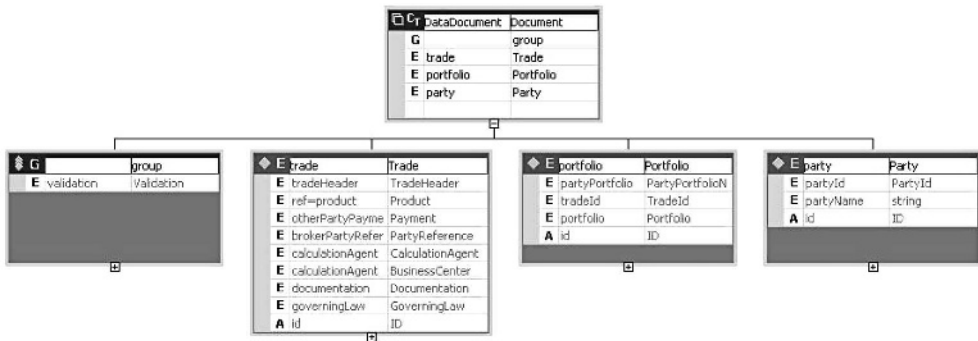 CT DataDocument Document
G group
E trade Trade
E portfolio Portfolio
E party Party
G group
E validation Validation
E trade Trade
E tradeHeader TradeHeader
E ref=product Product
E otherPartyPayme Payment
E brokerPartyRefer PartyReference
E calculationAgent CalculationAgent
E calculationAgent BusinessCenter
E documentation Documentation
E governingLaw GoverningLaw
A id ID
E portfolio Portfolio
E partyPortfolio PartyPortfolioN
E tradeId TradeId
E portfolio Portfolio
A id ID
E party Party
E partyId PartyId
E partyName string
A id ID